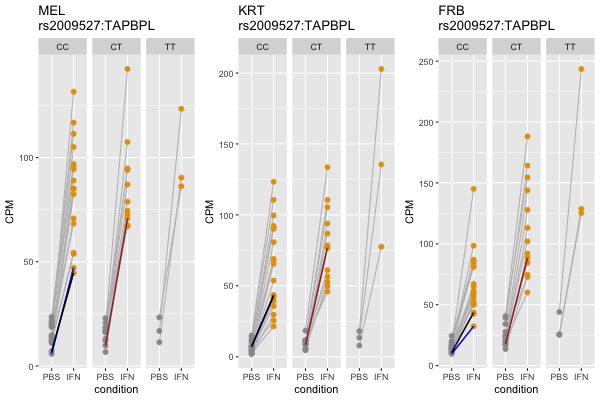 MEL
rs2009527:TAPBPL
CC CT TT
CPM
100
50
0
PBS IFN PBS IFN PBS IFN
condition
KRT
rs2009527:TAPBPL
CC CT TT
CPM
200
150
100
50
0
PBS IFN PBS IFN PBS IFN
condition
FRB
rs2009527:TAPBPL
CC CT TT
CPM
250
200
150
100
50
0
PBS IFN PBS IFN PBS IFN
condition